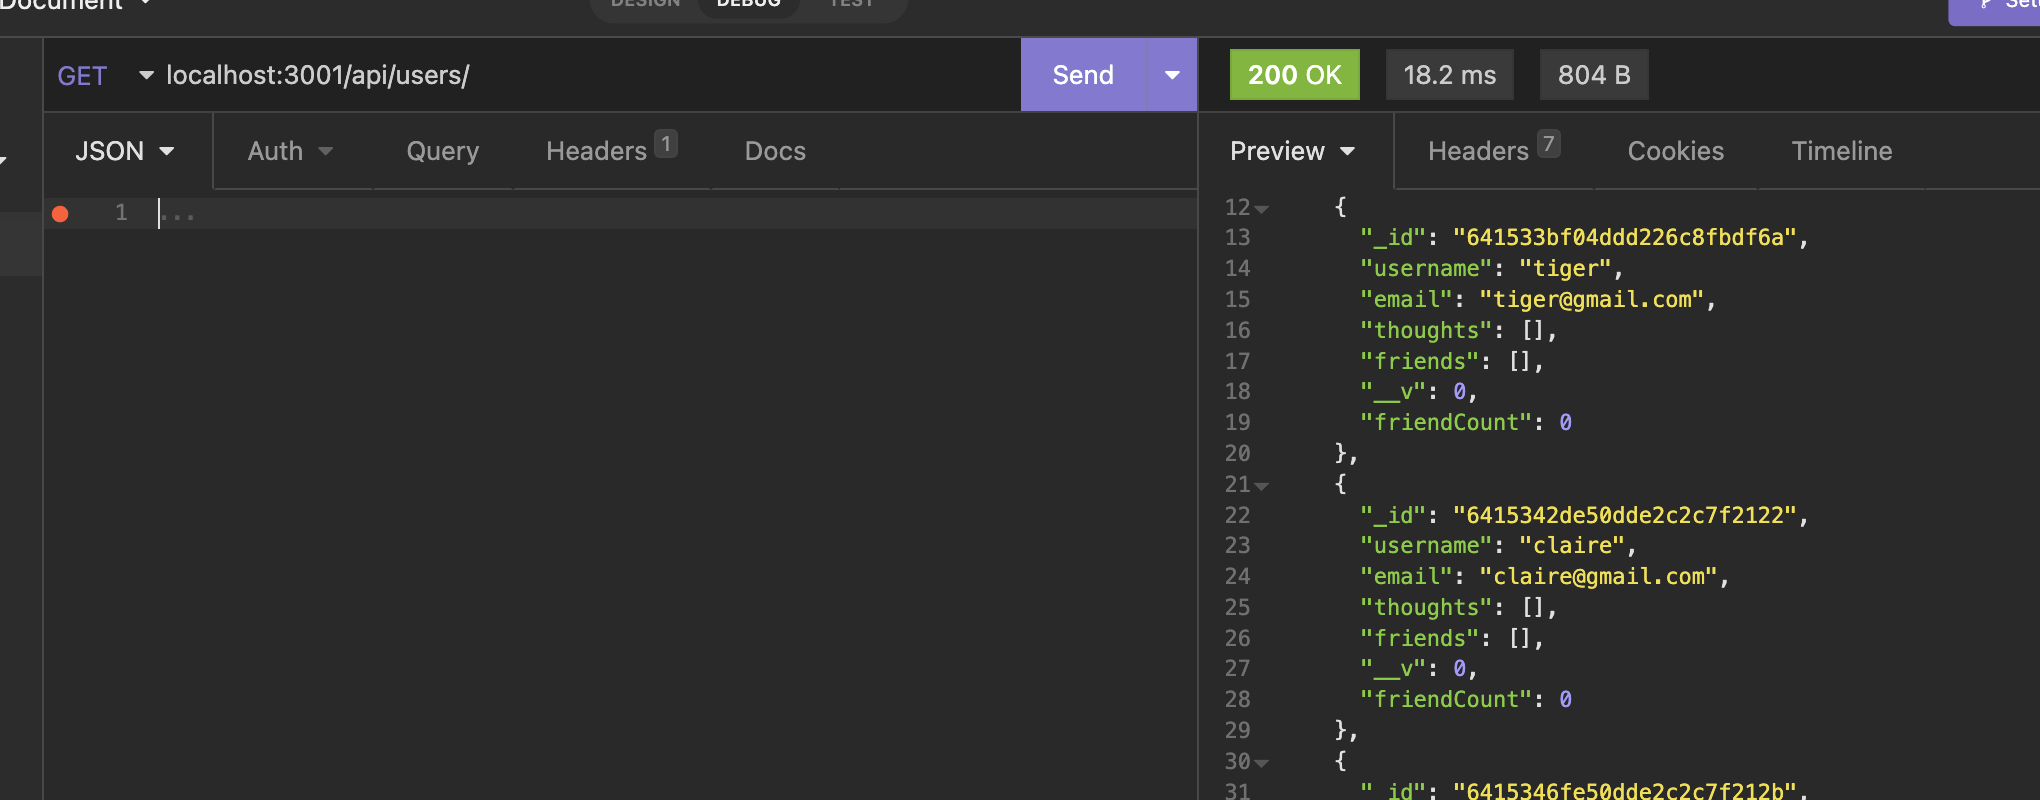 Document
DESIGN DEBUG TEST
GET localhost:3001/api/users/ Send 200 OK 18.2 ms 804 B
JSON Auth Query Headers 1 Docs Preview Headers 7 Cookies Timeline
1 ...
12 {
13 "_id": "641533bf04ddd226c8fbdf6a",
14 "username": "tiger",
15 "email": "tiger@gmail.com",
16 "thoughts": [],
17 "friends": [],
18 "__v": 0,
19 "friendCount": 0
20 },
21 {
22 "_id": "6415342de50dde2c2c7f2122",
23 "username": "claire",
24 "email": "claire@gmail.com",
25 "thoughts": [],
26 "friends": [],
27 "__v": 0,
28 "friendCount": 0
29 },
30 {
31 "_id": "6415346fe50dde2c2c7f212b",